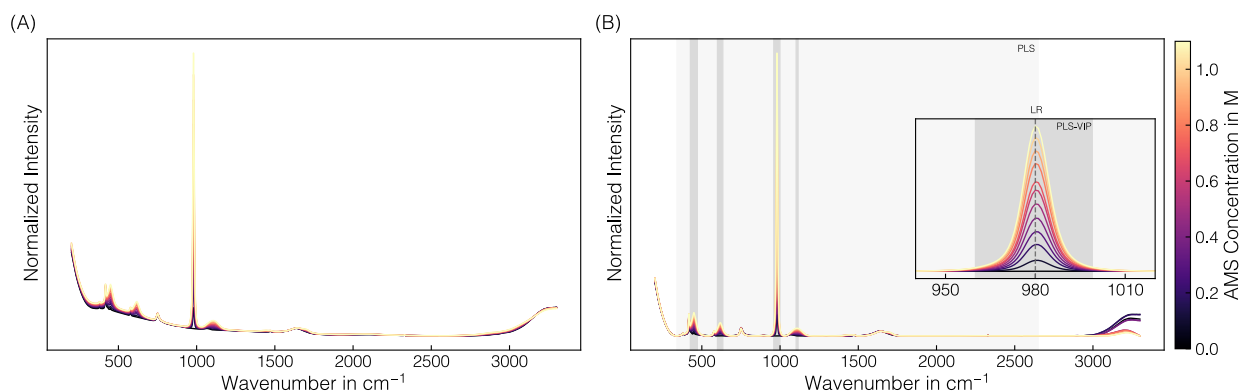 (A)
Normalized Intensity
500 1000 1500 2000 2500 3000
Wavenumber in cm⁻¹
(B)
Normalized Intensity
PLS
LR
PLS-VIP
950 980 1010
500 1000 1500 2000 2500 3000
Wavenumber in cm⁻¹
1.0
0.8
0.6
0.4
0.2
0.0
AMS Concentration in M